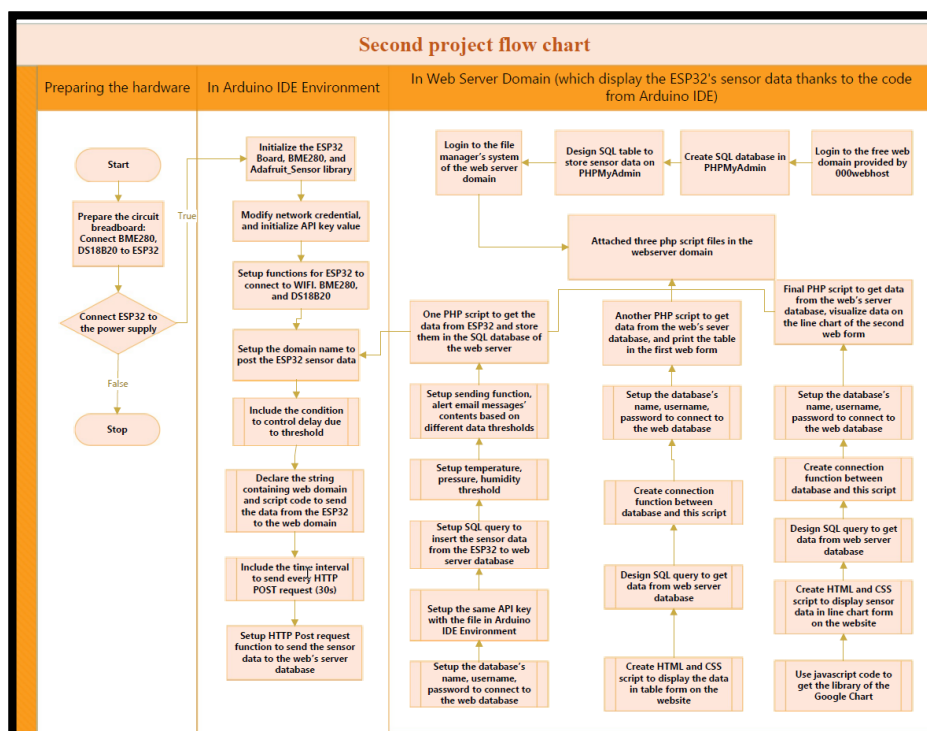 Second project flow chart
Preparing the hardware
In Arduino IDE Environment
In Web Server Domain (which display the ESP32's sensor data thanks to the code
from Arduino IDE)
Start
Prepare the circuit
breadboard:
Connect BME280,
DS18B20 to ESP32
True
Connect ESP32 to
the power supply
False
Stop
Initialize the ESP32
Board, BME280, and
Adafruit_Sensor library
Modify network credential,
and initialize API key
value
Setup functions for ESP32 to
connect to WIFI. BME280,
and DS18B20
Setup the domain name to
post the ESP32 sensor data
Include the condition
to control delay due
to threshold
Declare the string
containing web domain
and script code to send
the data from the ESP32
to the web domain
Include the time interval
to send every HTTP
POST request (30s)
Setup HTTP Post request
function to send the sensor
data to the web's server
database
Login to the file
manager's system of
the web server
domain
Design SQL table to
store sensor data on
PHPMyAdmin
Create SQL database in
PHPMyAdmin
Login to the free web
domain provided by
000webhost
Attached three php script files in the
webserver domain
One PHP script to get the
data from ESP32 and store
them in the SQL database of
the web server
Setup sending function,
alert email messages'
contents based on
different data thresholds
Setup temperature,
pressure, humidity
threshold
Setup SQL query to
insert the sensor data
from the ESP32 to web
server database
Setup the same API key
with the file in Arduino
IDE Environment
Setup the database's
name, username,
password to connect to
the web database
Another PHP script to get
data from the web's sever
database, and print the
table in the first web form
Setup the database's
name, username,
password to connect to
the web database
Create connection
function between
database and this script
Design SQL query to get
data from web server
database
Create HTML and CSS
script to display the data
in table form on the
website
Final PHP script to get data
from the web's server
database, visualize data on
the line chart of the second
web form
Setup the database's
name, username,
password to connect to
the web database
Create connection
function between
database and this script
Design SQL query to get
data from web server
database
Create HTML and CSS
script to display sensor
data in line chart form
on the website
Use javascript code to
get the library of the
Google Chart